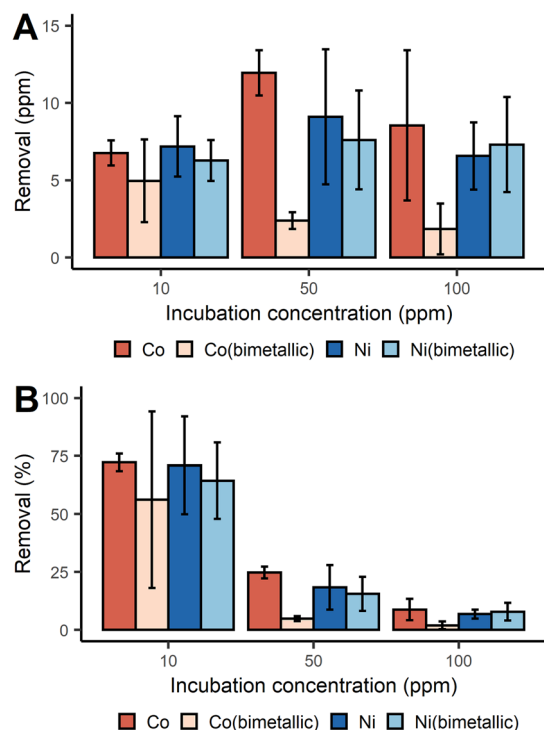 A
15
10
5
0
Removal (ppm)
10 50 100
Incubation concentration (ppm)
Co Co(bimetallic) Ni Ni(bimetallic)
B
100
75
50
25
0
Removal (%)
10 50 100
Incubation concentration (ppm)
Co Co(bimetallic) Ni Ni(bimetallic)